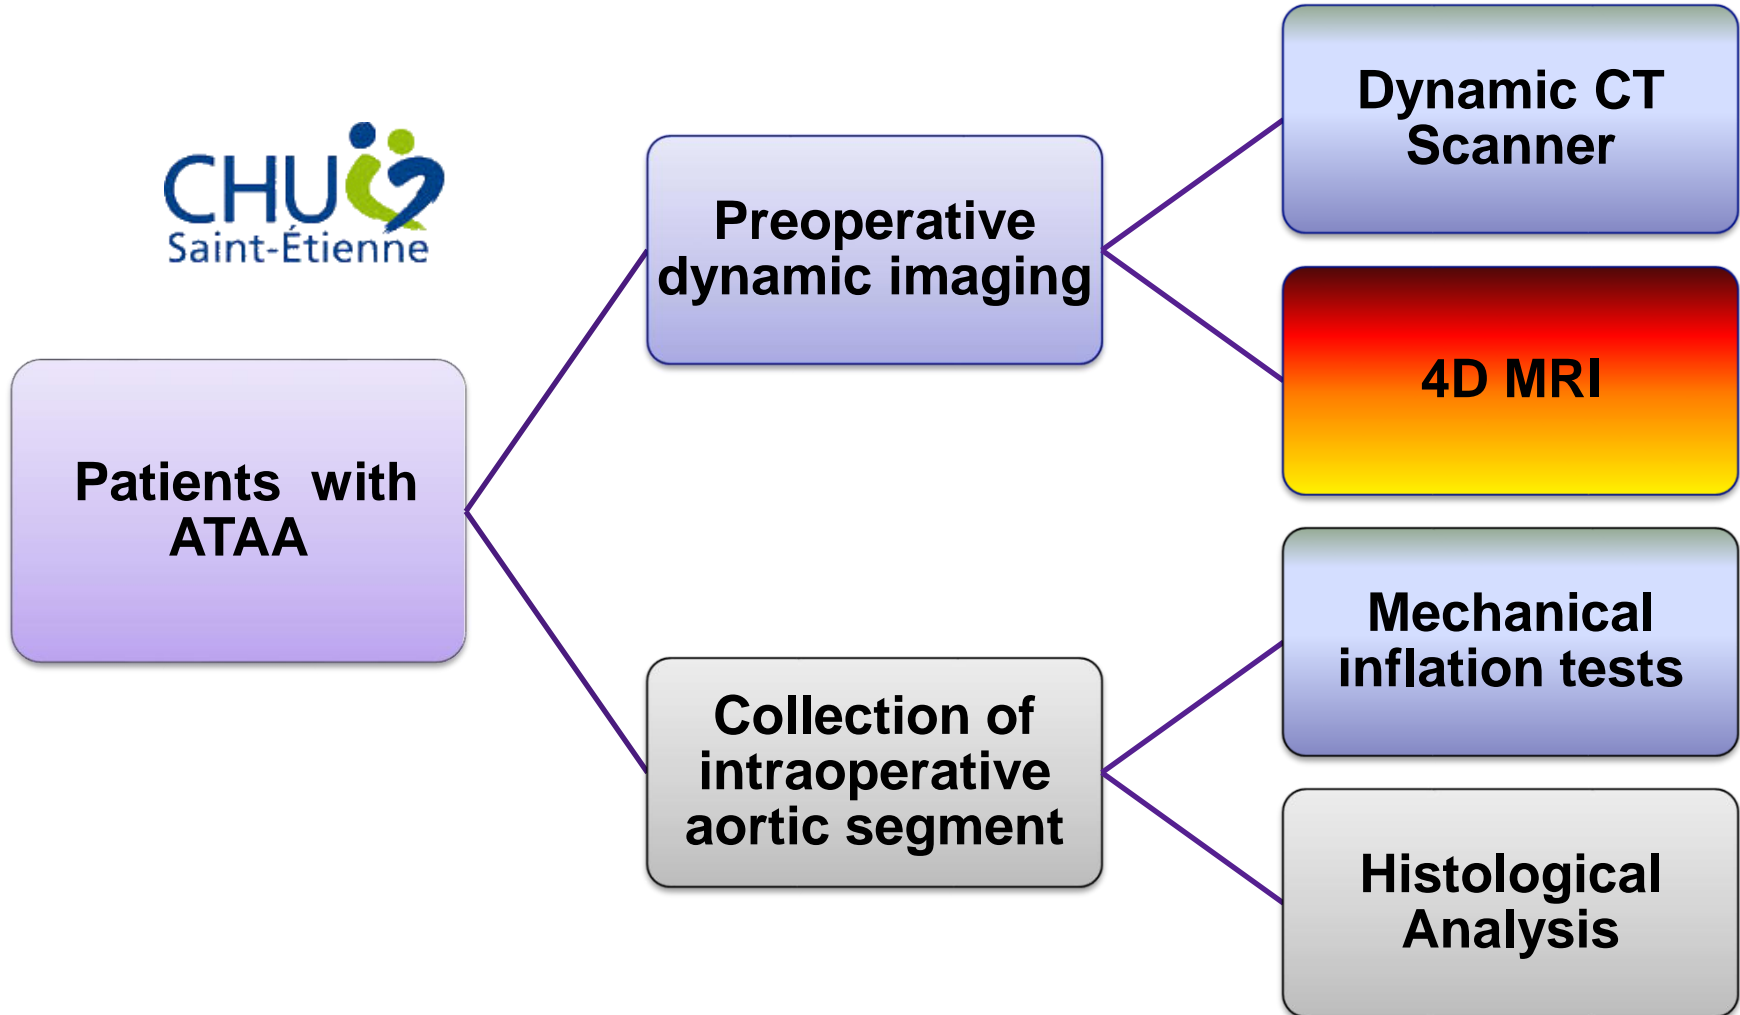 CHU
Saint-Étienne
Patients with
ATAA
Preoperative
dynamic imaging
Collection of
intraoperative
aortic segment
Dynamic CT
Scanner
4D MRI
Mechanical
inflation tests
Histological
Analysis